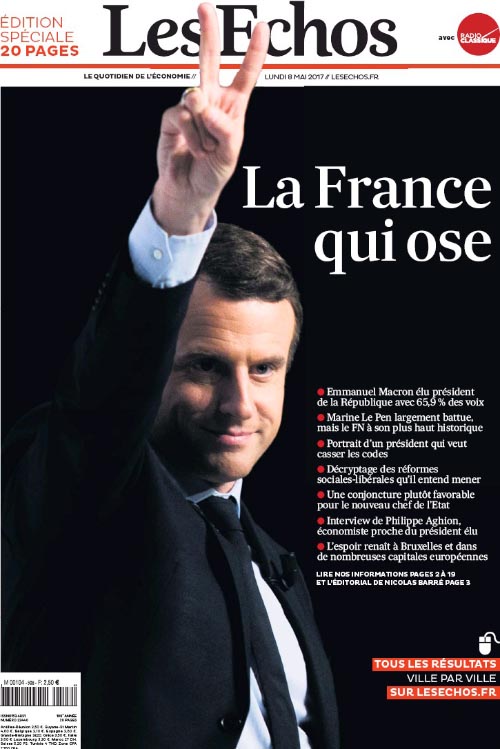 ÉDITION
SPÉCIALE
20 PAGES
Les Echos
avec
RADIO
CLASSIQUE
LE QUOTIDIEN DE L'ÉCONOMIE //
LUNDI 8 MAI 2017 // LESECHOS.FR
La France
qui ose
Emmanuel Macron élu président
de la République avec 65,9 % des voix
Marine Le Pen largement battue,
mais le FN à son plus haut historique
Portrait d'un président qui veut
casser les codes
Décryptage des réformes
sociales-libérales qu'il entend mener
Une conjoncture plutôt favorable
pour le nouveau chef de l'Etat
Interview de Philippe Aghion,
économiste proche du président élu
L'espoir renaît à Bruxelles et dans
de nombreuses capitales européennes
LIRE NOS INFORMATIONS PAGES 2 À 19
ET L'ÉDITORIAL DE NICOLAS BARRÉ PAGE 3
TOUS LES RÉSULTATS
VILLE PAR VILLE
SUR LESECHOS.FR